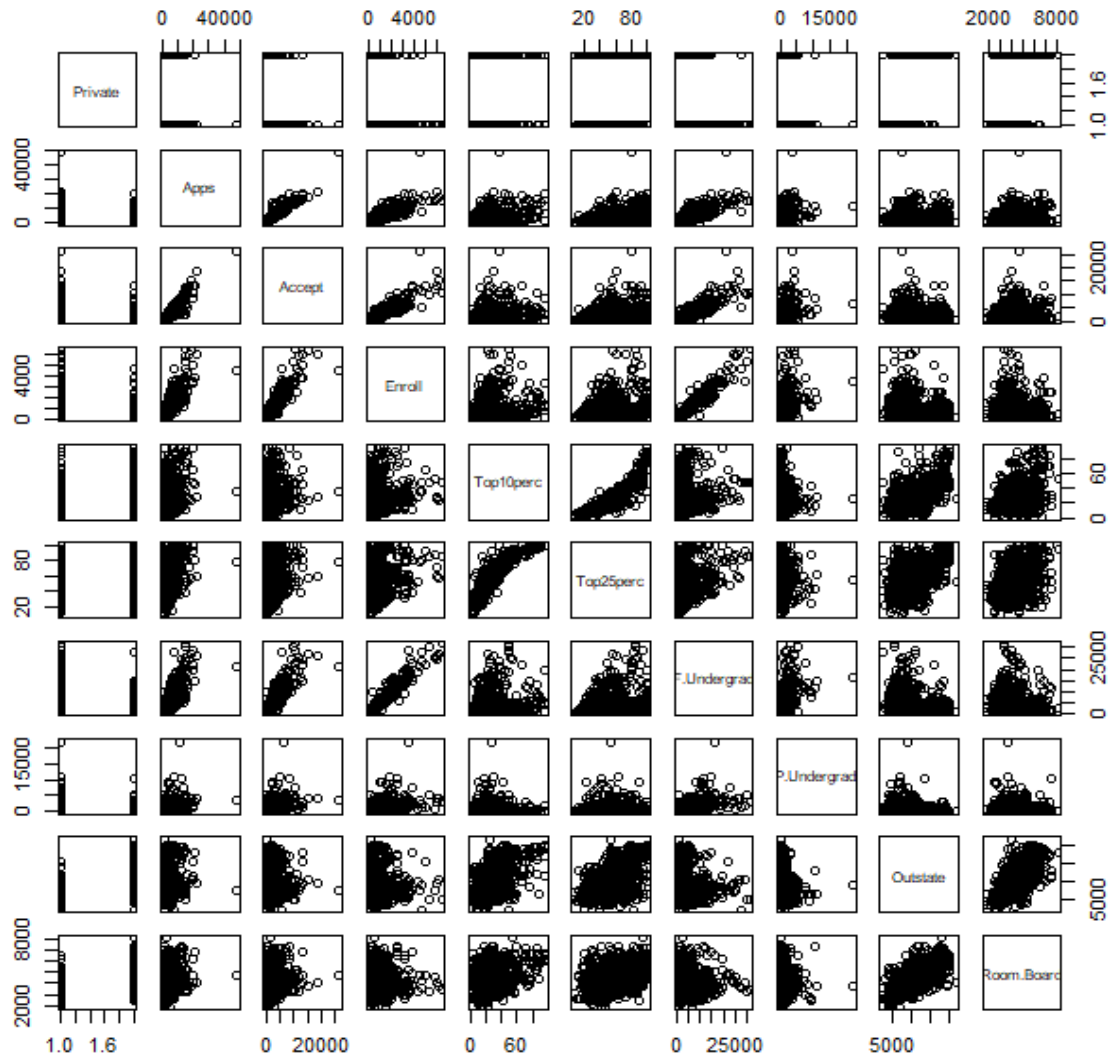 0 40000 0 4000 20 80 0 15000 2000 8000
Private 1.0 1.6
0 40000 Apps
Accept 0 20000
0 4000 Enroll
Top10perc 0 60
20 80 Top25perc
F.Undergrad 0 25000
0 15000 P.Undergrad
Outstate 5000
2000 8000 Room.Board
1.0 1.6 0 20000 0 60 0 25000 5000